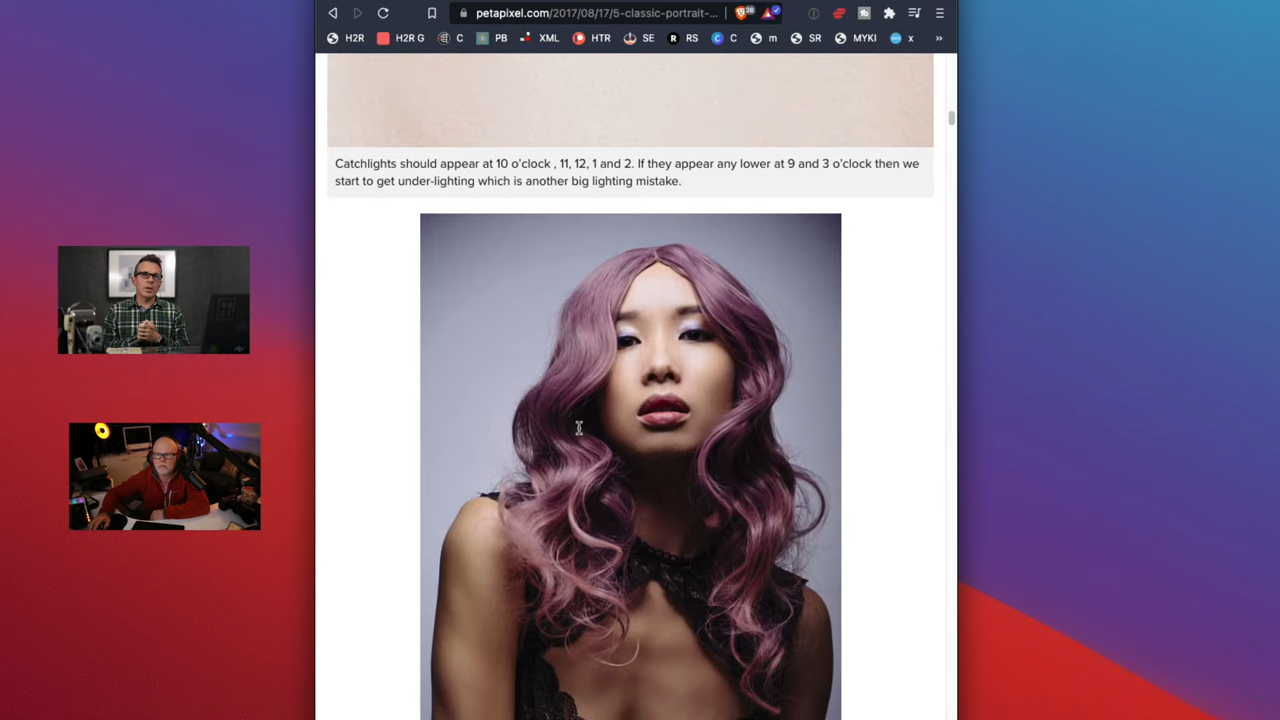 petapixel.com/2017/08/17/5-classic-portrait-...
26
H2R
H2R G
C
PB
XML
HTR
SE
RS
C
m
SR
MYKI
x
»
Catchlights should appear at 10 o'clock , 11, 12, 1 and 2. If they appear any lower at 9 and 3 o'clock then we
start to get under-lighting which is another big lighting mistake.